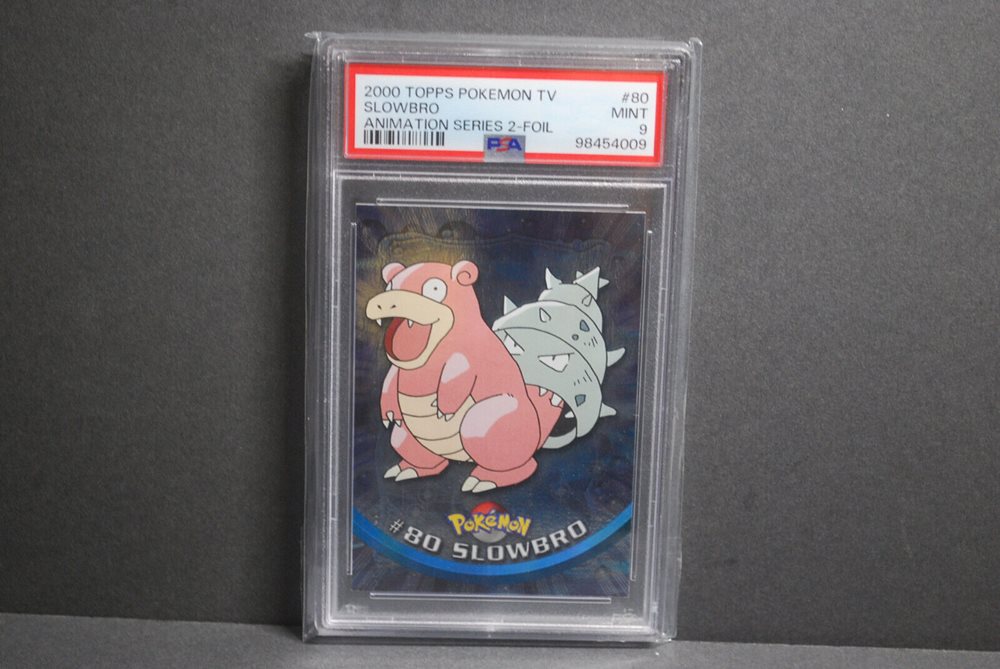 2000 TOPPS POKEMON TV #80
SLOWBRO MINT
ANIMATION SERIES 2-FOIL 9
PSA 98454009
POKéMON
#80 SLOWBRO